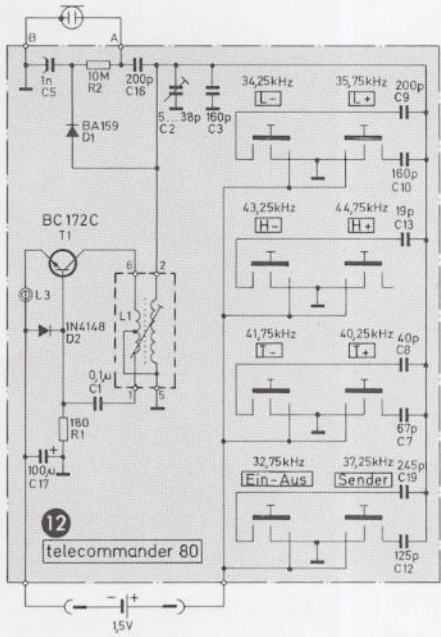 B
A
1n
C5
10M
R2
200p
C16
5...38p
C2
160p
C3
BA159
D1
BC172C
T1
6
2
L3
L1
1N4148
D2
0,1µ
C1
1
5
180
R1
100µ
C17
+
12
telecommander 80
- +
1,5V
34,25kHz
L-
35,75kHz
L+
200p
C9
160p
C10
43,25kHz
H-
44,75kHz
H+
19p
C13
41,75kHz
T-
40,25kHz
T+
40p
C8
67p
C7
32,75kHz
Ein-Aus
37,25kHz
Sender
245p
C19
125p
C12